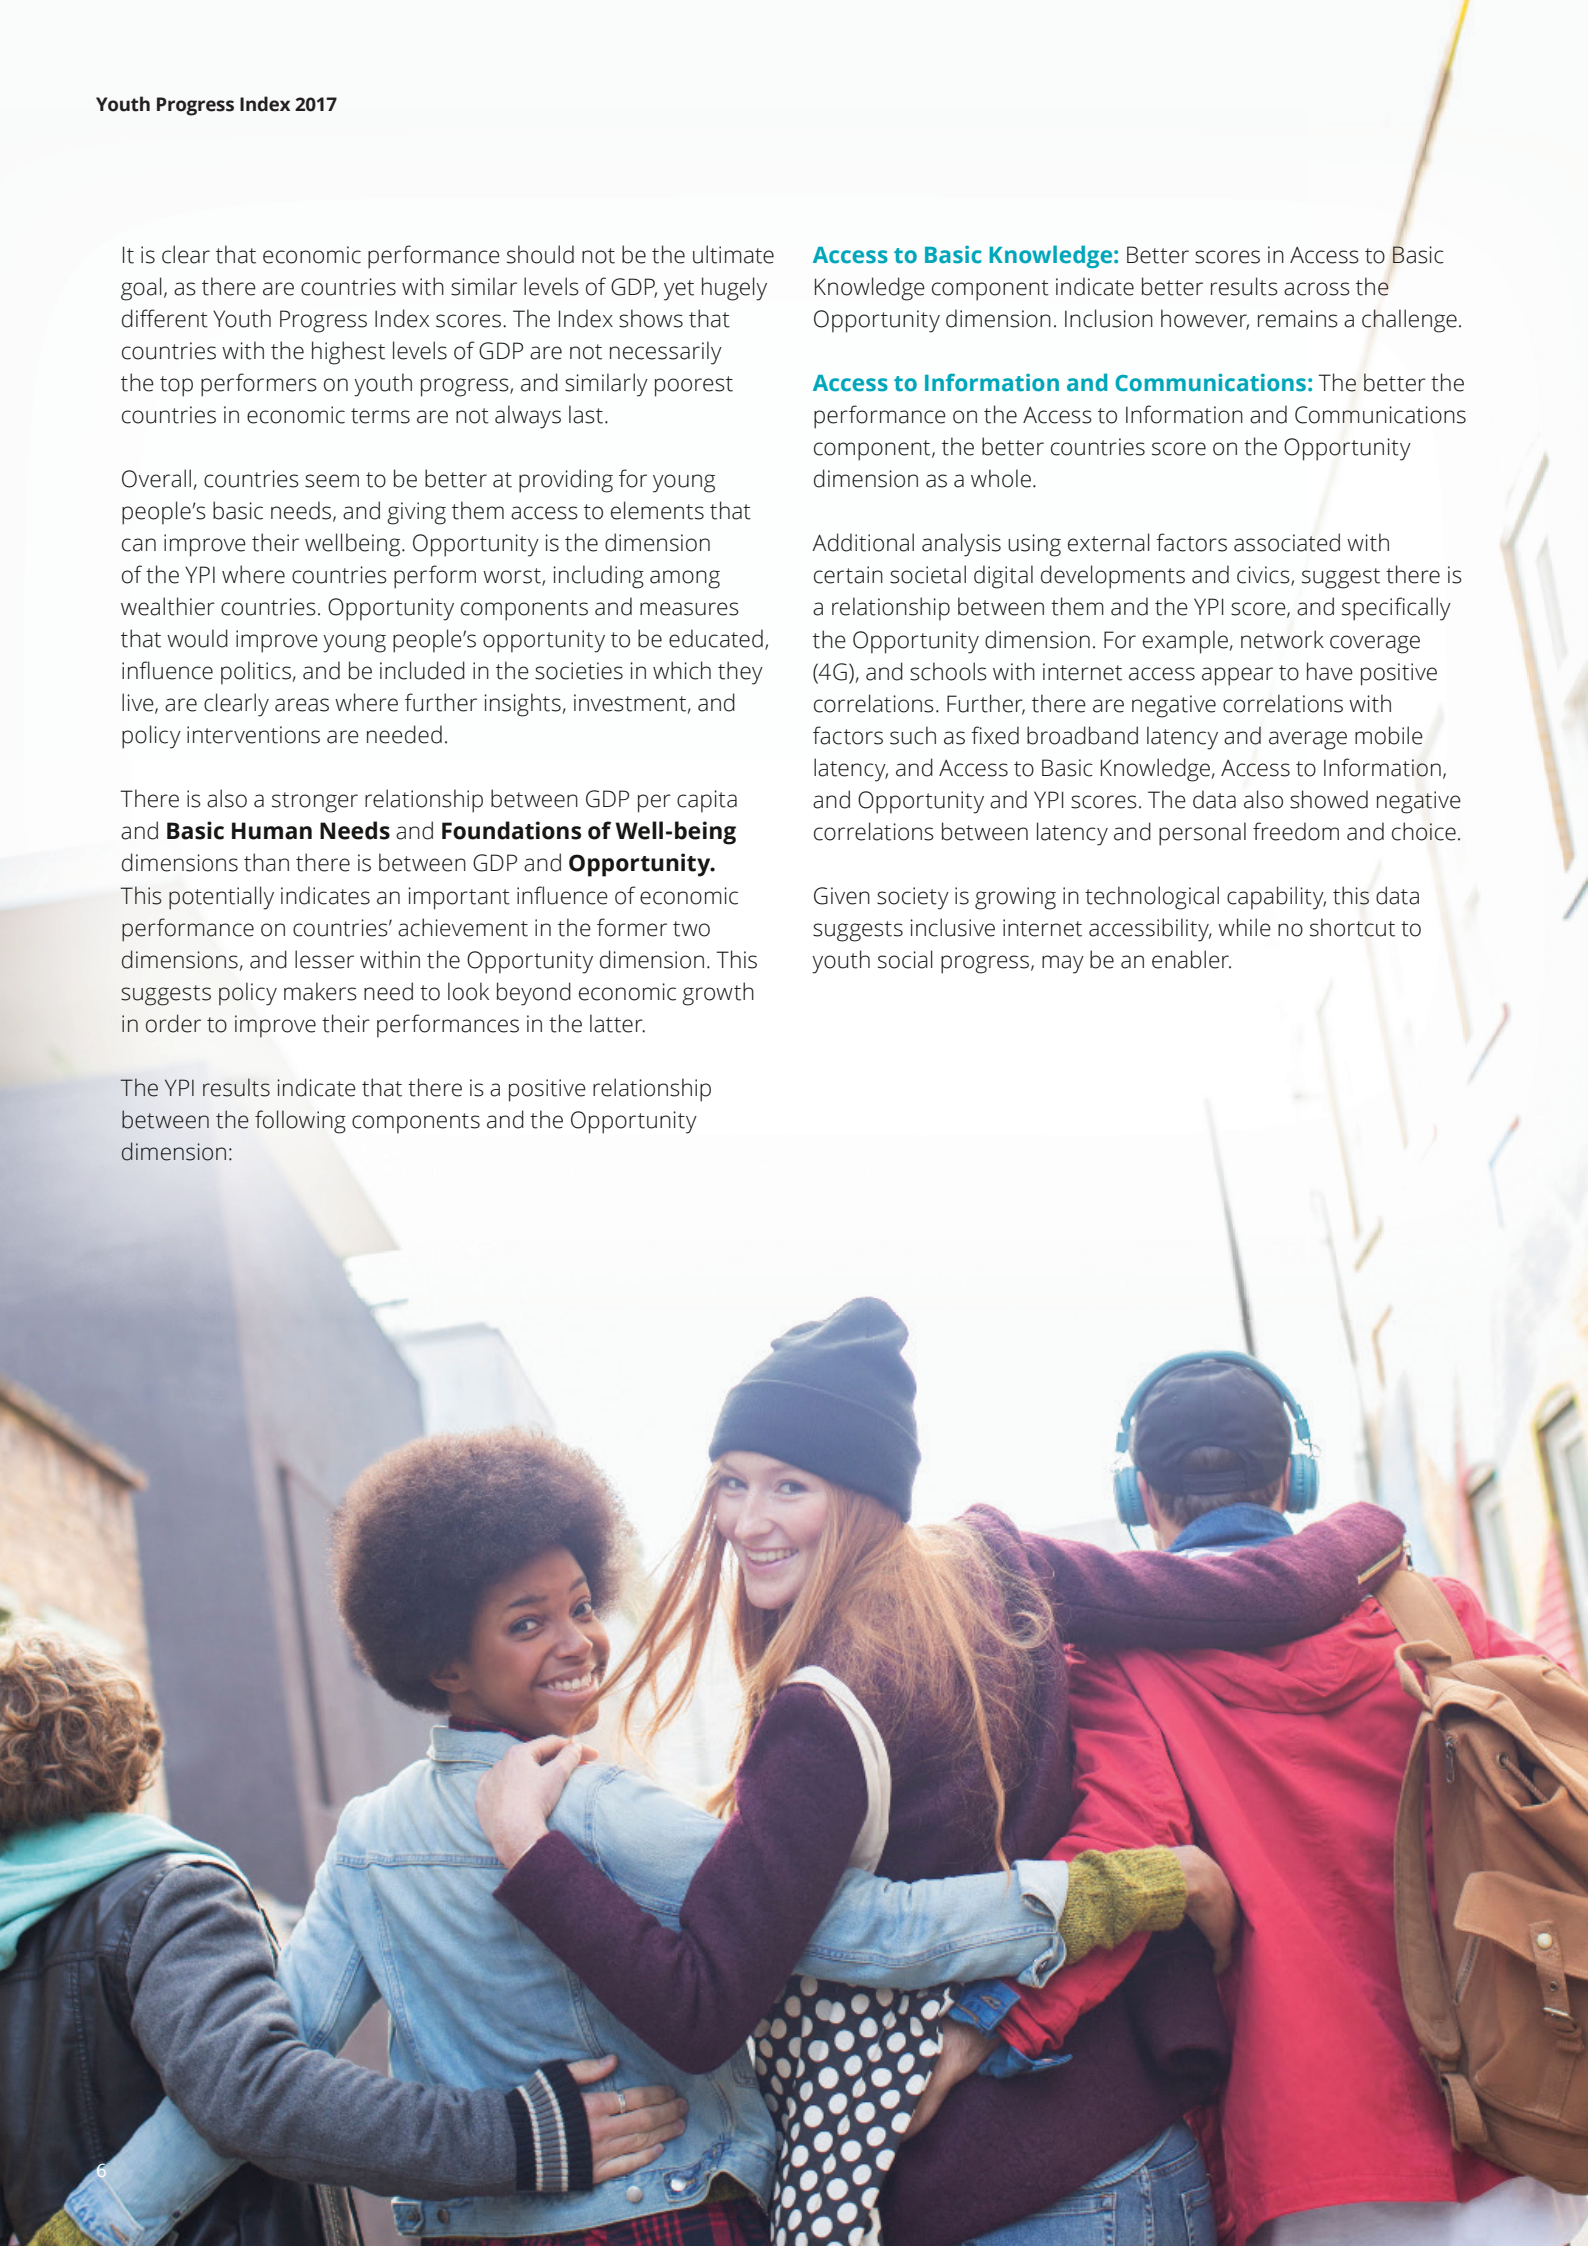 Youth Progress Index 2017
It is clear that economic performance should not be the ultimate
goal, as there are countries with similar levels of GDP, yet hugely
different Youth Progress Index scores. The Index shows that
countries with the highest levels of GDP are not necessarily
the top performers on youth progress, and similarly poorest
countries in economic terms are not always last.
Overall, countries seem to be better at providing for young
people’s basic needs, and giving them access to elements that
can improve their wellbeing. Opportunity is the dimension
of the YPI where countries perform worst, including among
wealthier countries. Opportunity components and measures
that would improve young people’s opportunity to be educated,
influence politics, and be included in the societies in which they
live, are clearly areas where further insights, investment, and
policy interventions are needed.
There is also a stronger relationship between GDP per capita
and Basic Human Needs and Foundations of Well-being
dimensions than there is between GDP and Opportunity.
This potentially indicates an important influence of economic
performance on countries’ achievement in the former two
dimensions, and lesser within the Opportunity dimension. This
suggests policy makers need to look beyond economic growth
in order to improve their performances in the latter.
The YPI results indicate that there is a positive relationship
between the following components and the Opportunity
dimension:
Access to Basic Knowledge: Better scores in Access to Basic
Knowledge component indicate better results across the
Opportunity dimension. Inclusion however, remains a challenge.
Access to Information and Communications: The better the
performance on the Access to Information and Communications
component, the better countries score on the Opportunity
dimension as a whole.
Additional analysis using external factors associated with
certain societal digital developments and civics, suggest there is
a relationship between them and the YPI score, and specifically
the Opportunity dimension. For example, network coverage
(4G), and schools with internet access appear to have positive
correlations. Further, there are negative correlations with
factors such as fixed broadband latency and average mobile
latency, and Access to Basic Knowledge, Access to Information,
and Opportunity and YPI scores. The data also showed negative
correlations between latency and personal freedom and choice.
Given society is growing in technological capability, this data
suggests inclusive internet accessibility, while no shortcut to
youth social progress, may be an enabler.
6